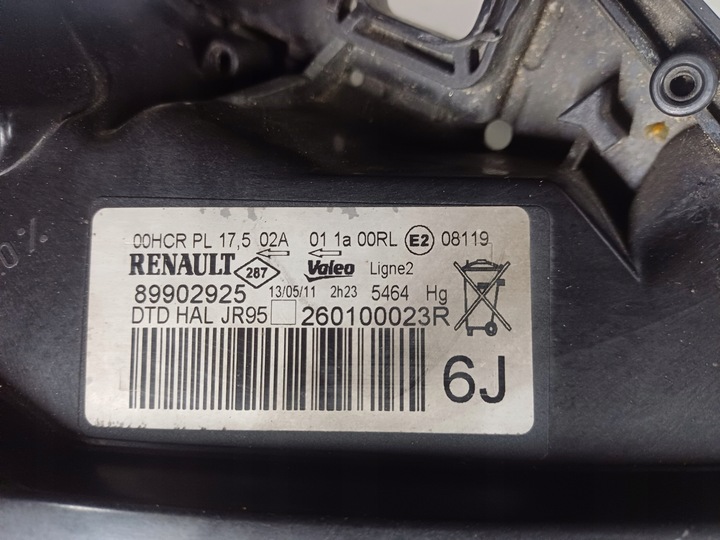 00HCR PL 17,5 02A 01 1a 00RL E2 08119
RENAULT 287 Valeo Ligne2
89902925 13/05/11 2h23 5464 Hg
DTD HAL JR95 260100023R
6J